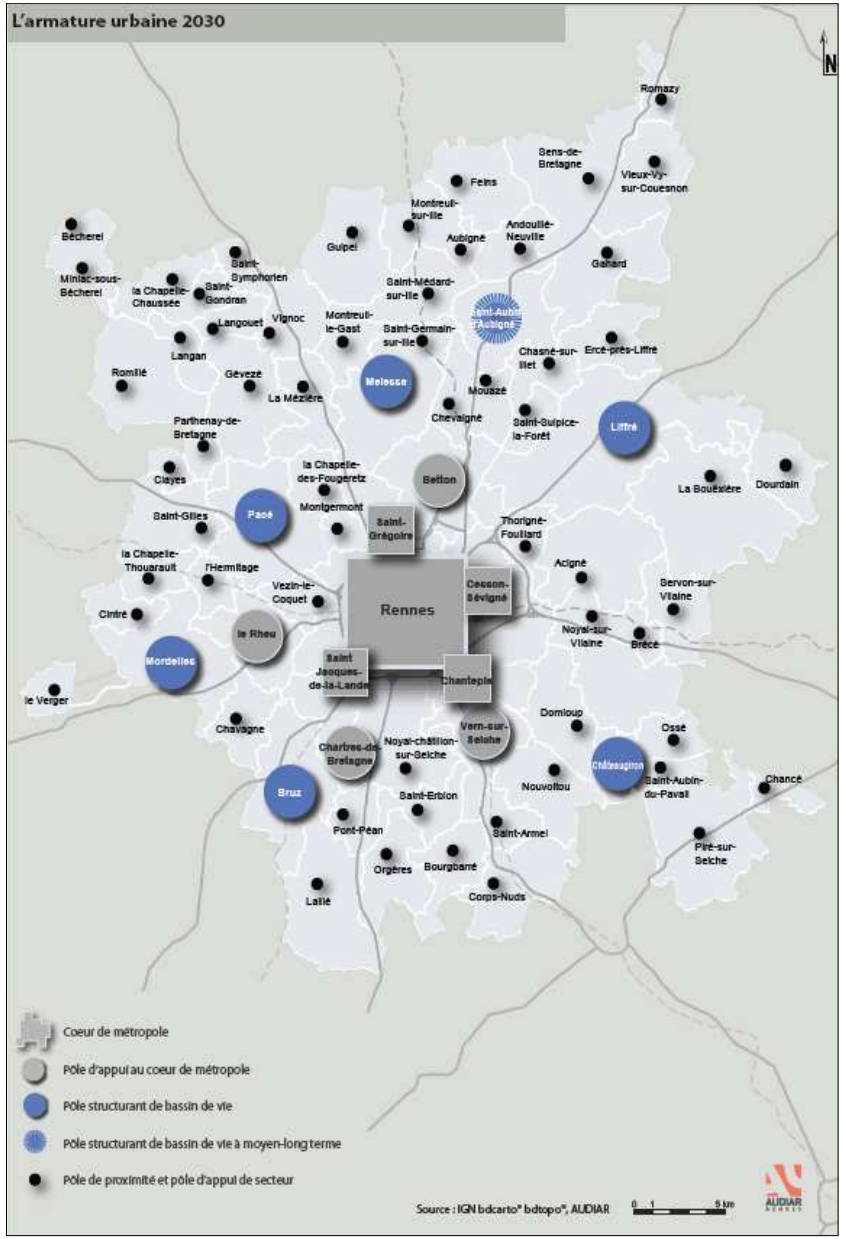 L'armature urbaine 2030
N
Romazy
Sens-de-
Bretagne
Vieux-Vy-
sur-Couesnon
Feins
Montreuil-
sur-Ille
Guipel
Aubigné
Andouillé-
Neuville
Gahard
Bécherel
Miniac-sous-
Bécherel
Saint-
Symphorien
la Chapelle-
Chaussée
Saint-
Gondran
Saint-Médard-
sur-Ille
Saint-Aubin
d'Aubigné
Langouet
Vignoc
Montreuil-
le-Gast
Saint-Germain-
sur-Ille
Langan
Chasné-sur-
Illet
Ercé-près-Liffré
Romillé
Gévezé
La Mézière
Melesse
Mouazé
Chevaigné
Saint-Sulpice-
la-Forêt
Liffré
Parthenay-de-
Bretagne
Clayes
la Chapelle-
des-Fougeretz
Betton
La Bouëxière
Dourdain
Saint-Gilles
Pacé
Montgermont
Saint-
Grégoire
Thorigné-
Fouillard
la Chapelle-
Thouarault
l'Hermitage
Vezin-le-
Coquet
Acigné
Cesson-
Sévigné
Servon-sur-
Vilaine
Rennes
Cintré
Noyal-sur-
Vilaine
Brécé
le Rheu
Mordelles
Saint
Jacques-
de-la-Lande
Chantepie
le Verger
Chavagne
Domloup
Ossé
Vern-sur-
Seiche
Chartres-de-
Bretagne
Noyal-châtillon-
sur-Seiche
Châteaugiron
Saint-Aubin-
du-Pavail
Chancé
Nouvoitou
Bruz
Saint-Erblon
Pont-Péan
Saint-Armel
Piré-sur-
Seiche
Orgères
Bourgbarré
Laillé
Corps-Nuds
Coeur de métropole
Pôle d'appui au coeur de métropole
Pôle structurant de bassin de vie
Pôle structurant de bassin de vie à moyen-long terme
Pôle de proximité et pôle d'appui de secteur
Source : IGN bdcarto® bdtopo®, AUDIAR
0 1 5 km
AUDIAR
RENNES